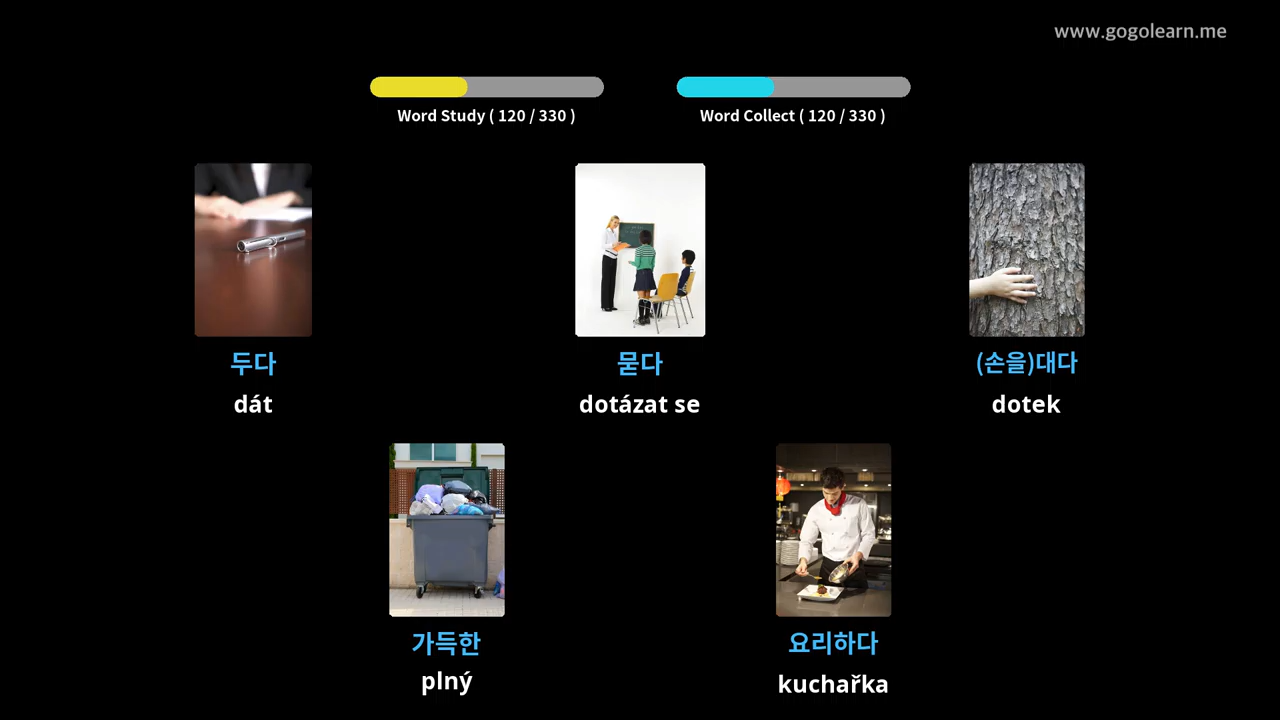 www.gogolearn.me
Word Study ( 120 / 330 )
Word Collect ( 120 / 330 )
두다
dát
묻다
dotázat se
(손을)대다
dotek
가득한
plný
요리하다
kuchařka